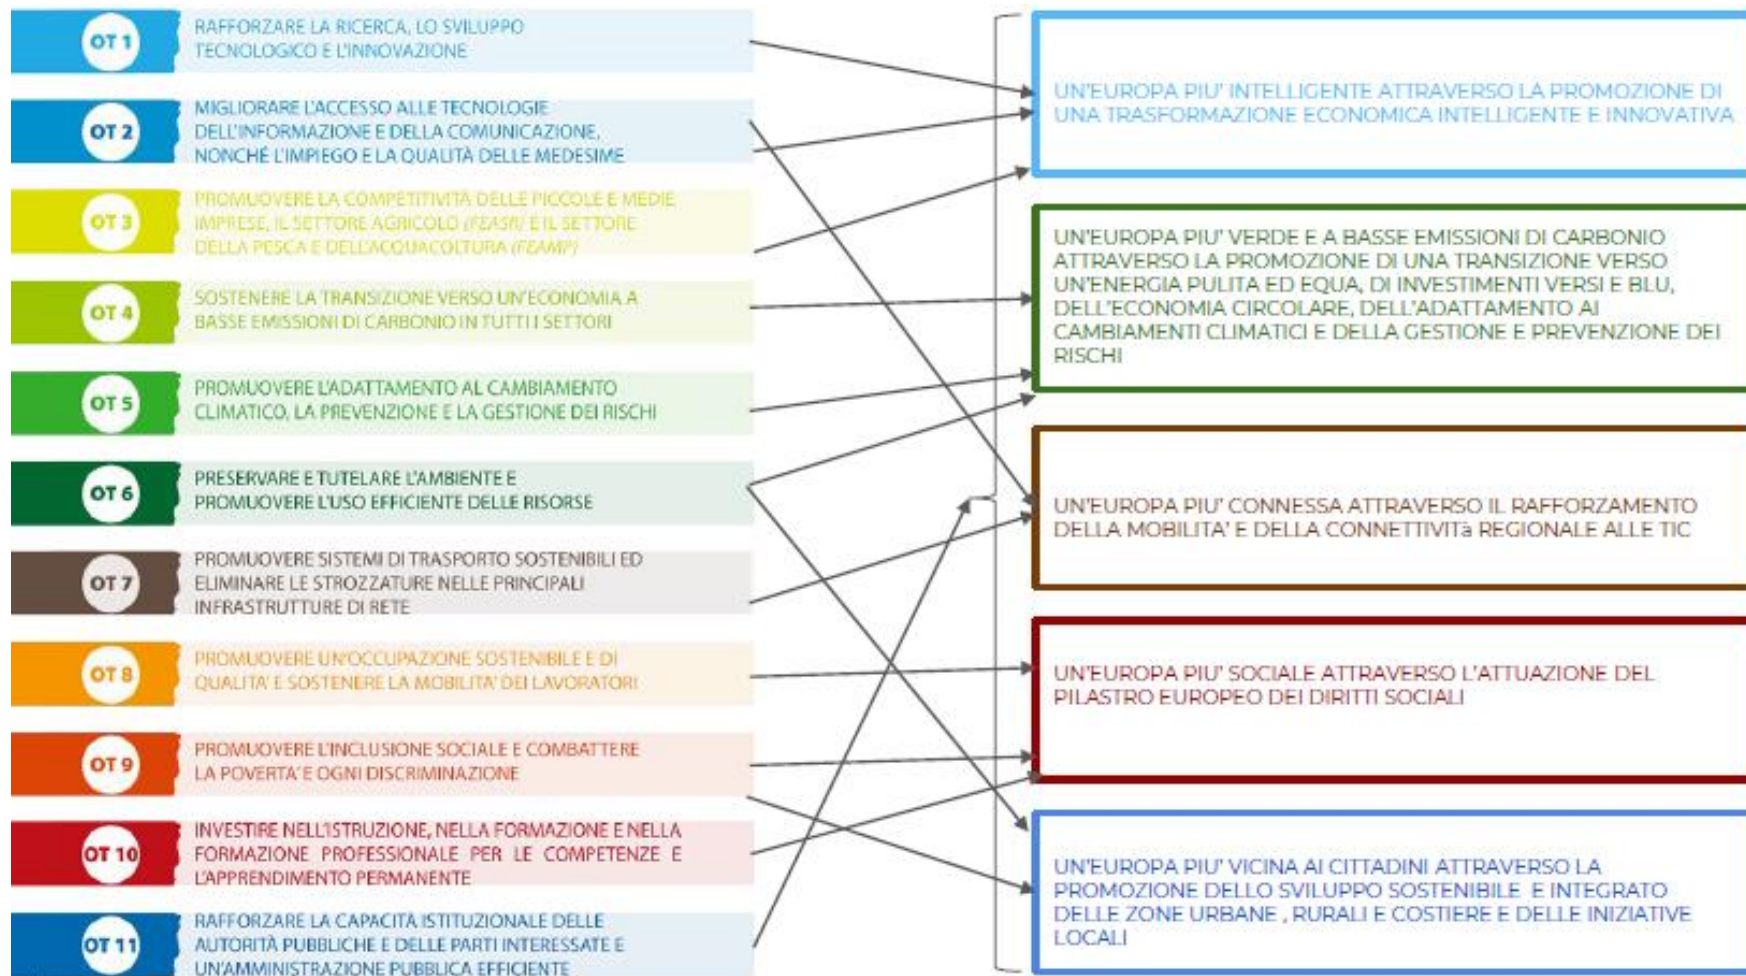 OT 1
RAFFORZARE LA RICERCA, LO SVILUPPO
TECNOLOGICO E L'INNOVAZIONE
OT 2
MIGLIORARE L'ACCESSO ALLE TECNOLOGIE
DELL'INFORMAZIONE E DELLA COMUNICAZIONE,
NONCHÉ L'IMPIEGO E LA QUALITÀ DELLE MEDESIME
OT 3
PROMUOVERE LA COMPETITIVITÀ DELLE PICCOLE E MEDIE
IMPRESE, IL SETTORE AGRICOLO (FEASR) E IL SETTORE
DELLA PESCA E DELL'ACQUACOLTURA (FEAMP)
OT 4
SOSTENERE LA TRANSIZIONE VERSO UN'ECONOMIA A
BASSE EMISSIONI DI CARBONIO IN TUTTI I SETTORI
OT 5
PROMUOVERE L'ADATTAMENTO AL CAMBIAMENTO
CLIMATICO, LA PREVENZIONE E LA GESTIONE DEI RISCHI
OT 6
PRESERVARE E TUTELARE L'AMBIENTE E
PROMUOVERE L'USO EFFICIENTE DELLE RISORSE
OT 7
PROMUOVERE SISTEMI DI TRASPORTO SOSTENIBILI ED
ELIMINARE LE STROZZATURE NELLE PRINCIPALI
INFRASTRUTTURE DI RETE
OT 8
PROMUOVERE UN'OCCUPAZIONE SOSTENIBILE E DI
QUALITA' E SOSTENERE LA MOBILITA' DEI LAVORATORI
OT 9
PROMUOVERE L'INCLUSIONE SOCIALE E COMBATTERE
LA POVERTA' E OGNI DISCRIMINAZIONE
OT 10
INVESTIRE NELL'ISTRUZIONE, NELLA FORMAZIONE E NELLA
FORMAZIONE PROFESSIONALE PER LE COMPETENZE E
L'APPRENDIMENTO PERMANENTE
OT 11
RAFFORZARE LA CAPACITÀ ISTITUZIONALE DELLE
AUTORITÀ PUBBLICHE E DELLE PARTI INTERESSATE E
UN'AMMINISTRAZIONE PUBBLICA EFFICIENTE
UN'EUROPA PIU' INTELLIGENTE ATTRAVERSO LA PROMOZIONE DI
UNA TRASFORMAZIONE ECONOMICA INTELLIGENTE E INNOVATIVA
UN'EUROPA PIU' VERDE E A BASSE EMISSIONI DI CARBONIO
ATTRAVERSO LA PROMOZIONE DI UNA TRANSIZIONE VERSO
UN'ENERGIA PULITA ED EQUA, DI INVESTIMENTI VERSI E BLU,
DELL'ECONOMIA CIRCOLARE, DELL'ADATTAMENTO AI
CAMBIAMENTI CLIMATICI E DELLA GESTIONE E PREVENZIONE DEI
RISCHI
UN'EUROPA PIU' CONNESSA ATTRAVERSO IL RAFFORZAMENTO
DELLA MOBILITA' E DELLA CONNETTIVITà REGIONALE ALLE TIC
UN'EUROPA PIU' SOCIALE ATTRAVERSO L'ATTUAZIONE DEL
PILASTRO EUROPEO DEI DIRITTI SOCIALI
UN'EUROPA PIU' VICINA AI CITTADINI ATTRAVERSO LA
PROMOZIONE DELLO SVILUPPO SOSTENIBILE E INTEGRATO
DELLE ZONE URBANE , RURALI E COSTIERE E DELLE INIZIATIVE
LOCALI